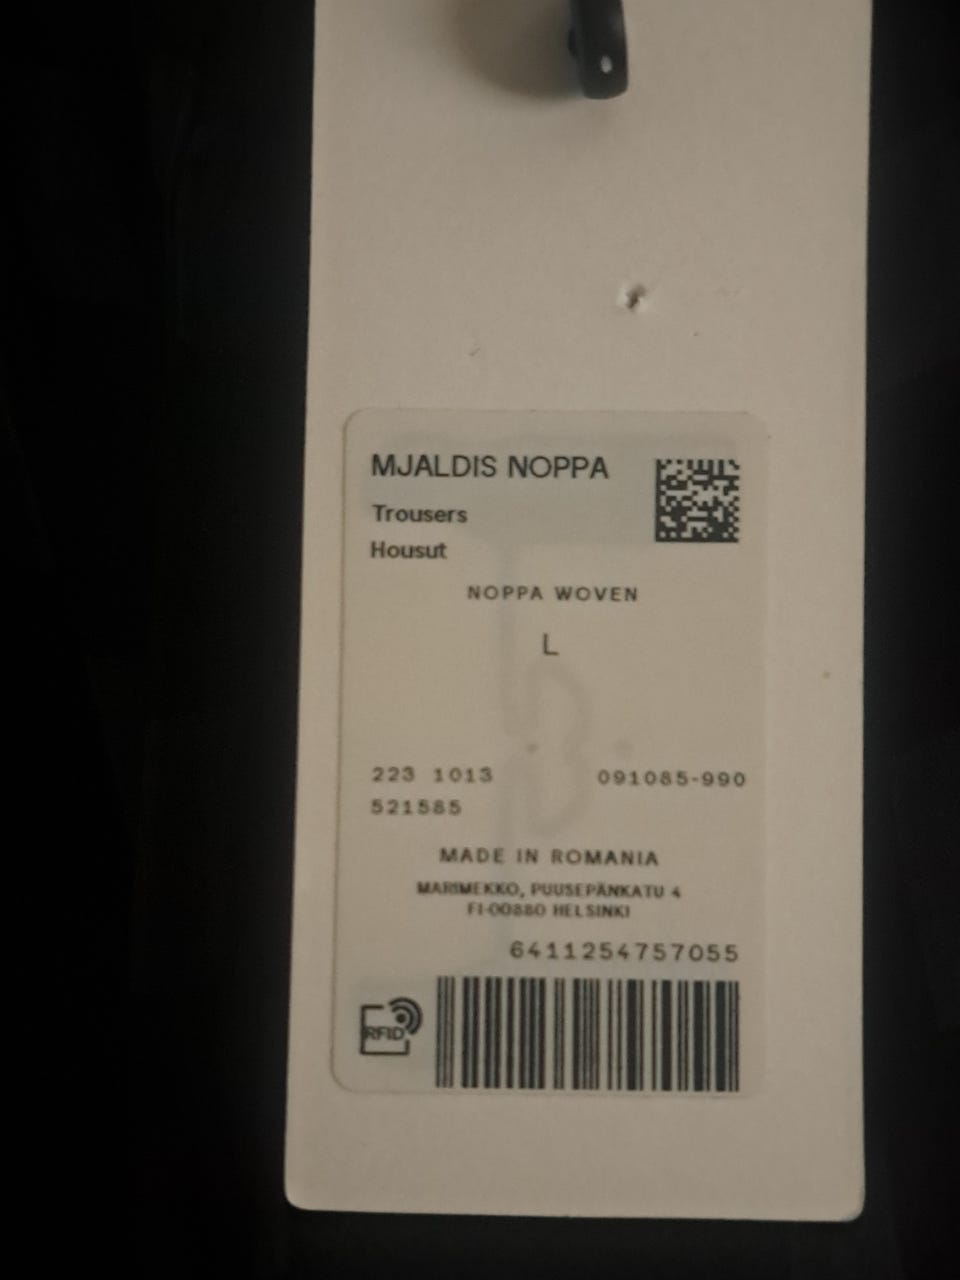 MJALDIS NOPPA
Trousers
Housut
NOPPA WOVEN
L
223 1013 091085-990
521585
MADE IN ROMANIA
MARIMEKKO, PUUSEPÄNKATU 4
FI-00880 HELSINKI
6411254757055
RFID